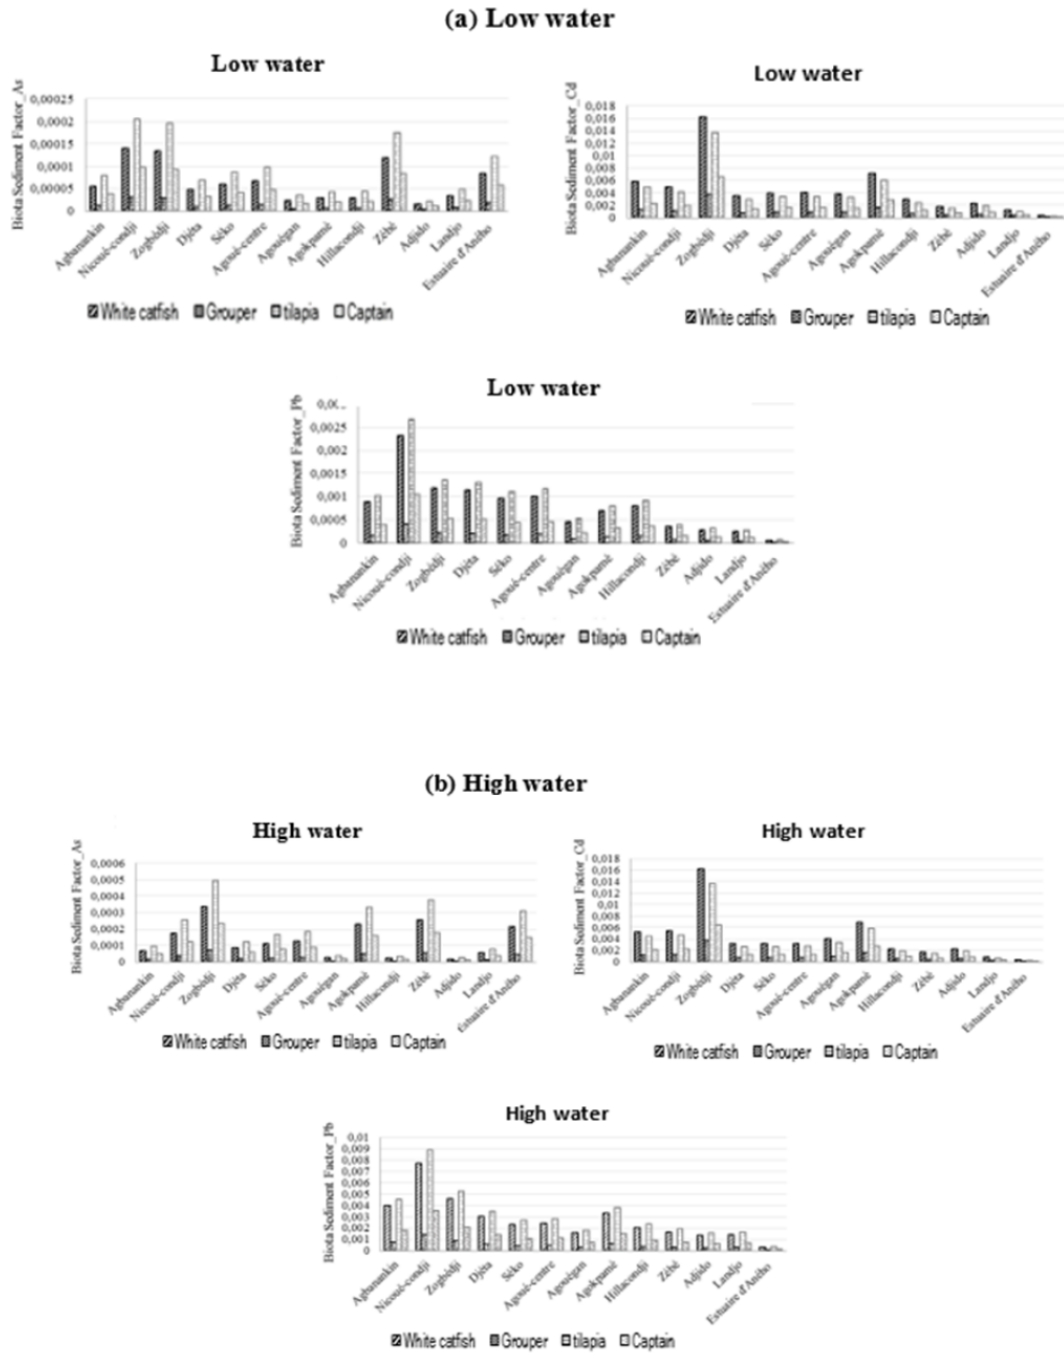 (a) Low water
Low water
Biota Sediment Factor_As
0,00025
0,0002
0,00015
0,0001
0,00005
0
Agbanankin
Nicoué-condji
Zogbédji
Djéta
Séko
Agoué-centre
Agouégan
Agokpamé
Hillacondji
Zébé
Adjido
Landjo
Estuaire d'Aného
White catfish Grouper tilapia Captain
Low water
Biota Sediment Factor_Cd
0,018
0,016
0,014
0,012
0,01
0,008
0,006
0,004
0,002
0
Agbanankin
Nicoué-condji
Zogbédji
Djéta
Séko
Agoué-centre
Agouégan
Agokpamé
Hillacondji
Zébé
Adjido
Landjo
Estuaire d'Aného
White catfish Grouper tilapia Captain
Low water
Biota Sediment Factor_Pb
0,0025
0,002
0,0015
0,001
0,0005
0
Agbanankin
Nicoué-condji
Zogbédji
Djéta
Séko
Agoué-centre
Agouégan
Agokpamé
Hillacondji
Zébé
Adjido
Landjo
Estuaire d'Aného
White catfish Grouper tilapia Captain
(b) High water
High water
Biota Sediment Factor_As
0,0006
0,0005
0,0004
0,0003
0,0002
0,0001
0
Agbanankin
Nicoué-condji
Zogbédji
Djéta
Séko
Agoué-centre
Agouégan
Agokpamé
Hillacondji
Zébé
Adjido
Landjo
Estuaire d'Aného
White catfish Grouper tilapia Captain
High water
Biota Sediment Factor_Cd
0,018
0,016
0,014
0,012
0,01
0,008
0,006
0,004
0,002
0
Agbanankin
Nicoué-condji
Zogbédji
Djéta
Séko
Agoué-centre
Agouégan
Agokpamé
Hillacondji
Zébé
Adjido
Landjo
Estuaire d'Aného
White catfish Grouper tilapia Captain
High water
Biota Sediment Factor_Pb
0,01
0,009
0,008
0,007
0,006
0,005
0,004
0,003
0,002
0,001
0
Agbanankin
Nicoué-condji
Zogbédji
Djéta
Séko
Agoué-centre
Agouégan
Agokpamé
Hillacondji
Zébé
Adjido
Landjo
Estuaire d'Aného
White catfish Grouper tilapia Captain